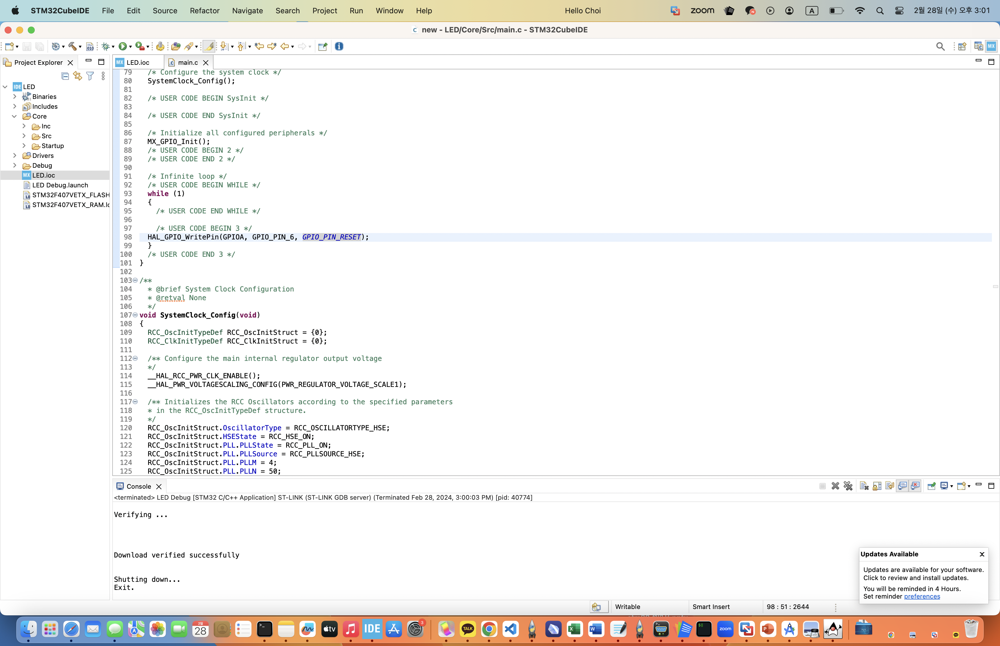 STM32CubeIDE File Edit Source Refactor Navigate Search Project Run Window Help Hello Choi zoom A 2월 28일 (수) 오후 3:01
new - LED/Core/Src/main.c - STM32CubeIDE
Project Explorer
IDE LED
Binaries
Includes
Core
Inc
Src
Startup
Drivers
Debug
MX LED.ioc
LED Debug.launch
STM32F407VETX_FLASH
STM32F407VETX_RAM.l
MX LED.ioc main.c
79 /* Configure the system clock */
80 SystemClock_Config();
81
82 /* USER CODE BEGIN SysInit */
83
84 /* USER CODE END SysInit */
85
86 /* Initialize all configured peripherals */
87 MX_GPIO_Init();
88 /* USER CODE BEGIN 2 */
89 /* USER CODE END 2 */
90
91 /* Infinite loop */
92 /* USER CODE BEGIN WHILE */
93 while (1)
94 {
95 /* USER CODE END WHILE */
96
97 /* USER CODE BEGIN 3 */
98 HAL_GPIO_WritePin(GPIOA, GPIO_PIN_6, GPIO_PIN_RESET);
99 }
100 /* USER CODE END 3 */
101 }
102
103 /**
104 * @brief System Clock Configuration
105 * @retval None
106 */
107 void SystemClock_Config(void)
108 {
109 RCC_OscInitTypeDef RCC_OscInitStruct = {0};
110 RCC_ClkInitTypeDef RCC_ClkInitStruct = {0};
111
112 /** Configure the main internal regulator output voltage
113 */
114 __HAL_RCC_PWR_CLK_ENABLE();
115 __HAL_PWR_VOLTAGESCALING_CONFIG(PWR_REGULATOR_VOLTAGE_SCALE1);
116
117 /** Initializes the RCC Oscillators according to the specified parameters
118 * in the RCC_OscInitTypeDef structure.
119 */
120 RCC_OscInitStruct.OscillatorType = RCC_OSCILLATORTYPE_HSE;
121 RCC_OscInitStruct.HSEState = RCC_HSE_ON;
122 RCC_OscInitStruct.PLL.PLLState = RCC_PLL_ON;
123 RCC_OscInitStruct.PLL.PLLSource = RCC_PLLSOURCE_HSE;
124 RCC_OscInitStruct.PLL.PLLM = 4;
125 RCC_OscInitStruct.PLL.PLLN = 50;
Console
<terminated> LED Debug [STM32 C/C++ Application] ST-LINK (ST-LINK GDB server) (Terminated Feb 28, 2024, 3:00:03 PM) [pid: 40774]
Verifying ...
Download verified successfully
Shutting down...
Exit.
Updates Available
Updates are available for your software.
Click to review and install updates.
You will be reminded in 4 Hours.
Set reminder preferences
Writable Smart Insert 98 : 51 : 2644
2월 28 tv IDE 3 TALK X W zoom P